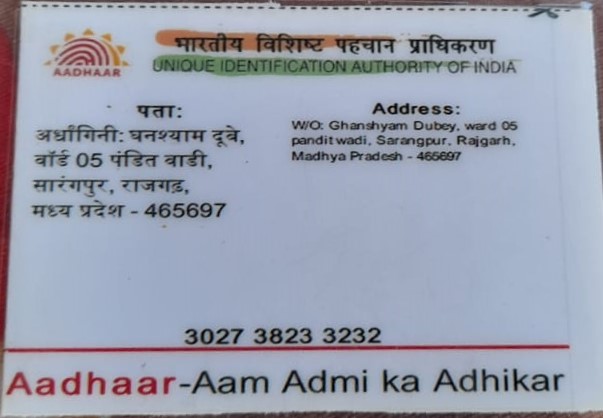 भारतीय विशिष्ट पहचान प्राधिकरण
AADHAAR
UNIQUE IDENTIFICATION AUTHORITY OF INDIA
पता:
अर्धांगिनी: घनश्याम दूबे,
वॉर्ड 05 पंडित वाडी,
सारंगपुर, राजगढ़,
मध्य प्रदेश - 465697
Address:
W/O: Ghanshyam Dubey, ward 05
pandit wadi, Sarangpur, Rajgarh,
Madhya Pradesh - 465697
3027 3823 3232
Aadhaar-Aam Admi ka Adhikar